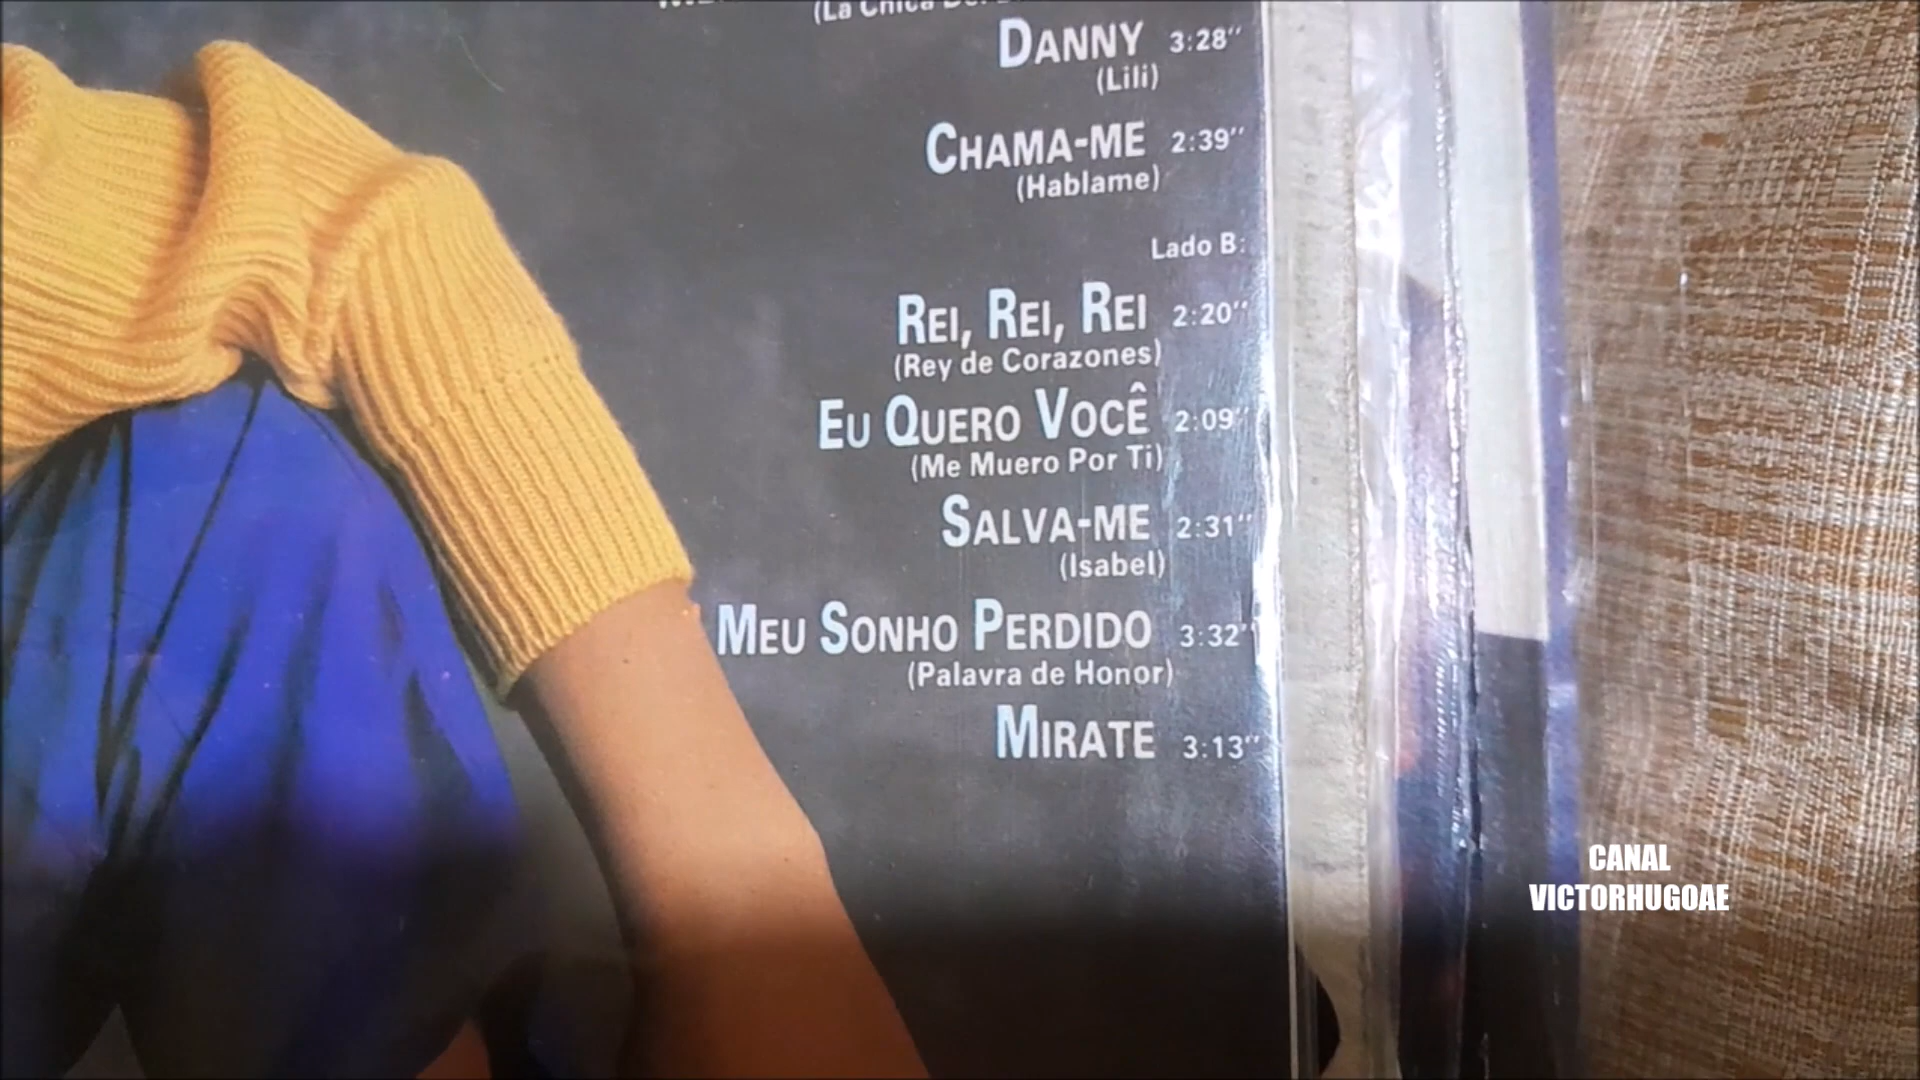 (La Chica
DANNY 3:28''
(Lili)
CHAMA-ME 2:39''
(Hablame)
Lado B:
REI, REI, REI 2:20''
(Rey de Corazones)
EU QUERO VOCÊ 2:09''
(Me Muero Por Ti)
SALVA-ME 2:31''
(Isabel)
MEU SONHO PERDIDO 3:32''
(Palavra de Honor)
MIRATE 3:13''
CANAL
VICTORHUGOAE